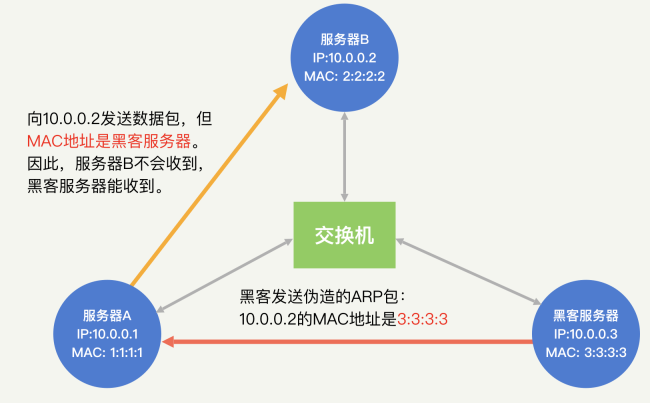 服务器B
IP:10.0.0.2
MAC: 2:2:2:2
向10.0.0.2发送数据包，但
MAC地址是黑客服务器。
因此，服务器B不会收到，
黑客服务器能收到。
交换机
黑客发送伪造的ARP包：
10.0.0.2的MAC地址是3:3:3:3
服务器A
IP:10.0.0.1
MAC: 1:1:1:1
黑客服务器
IP:10.0.0.3
MAC: 3:3:3:3